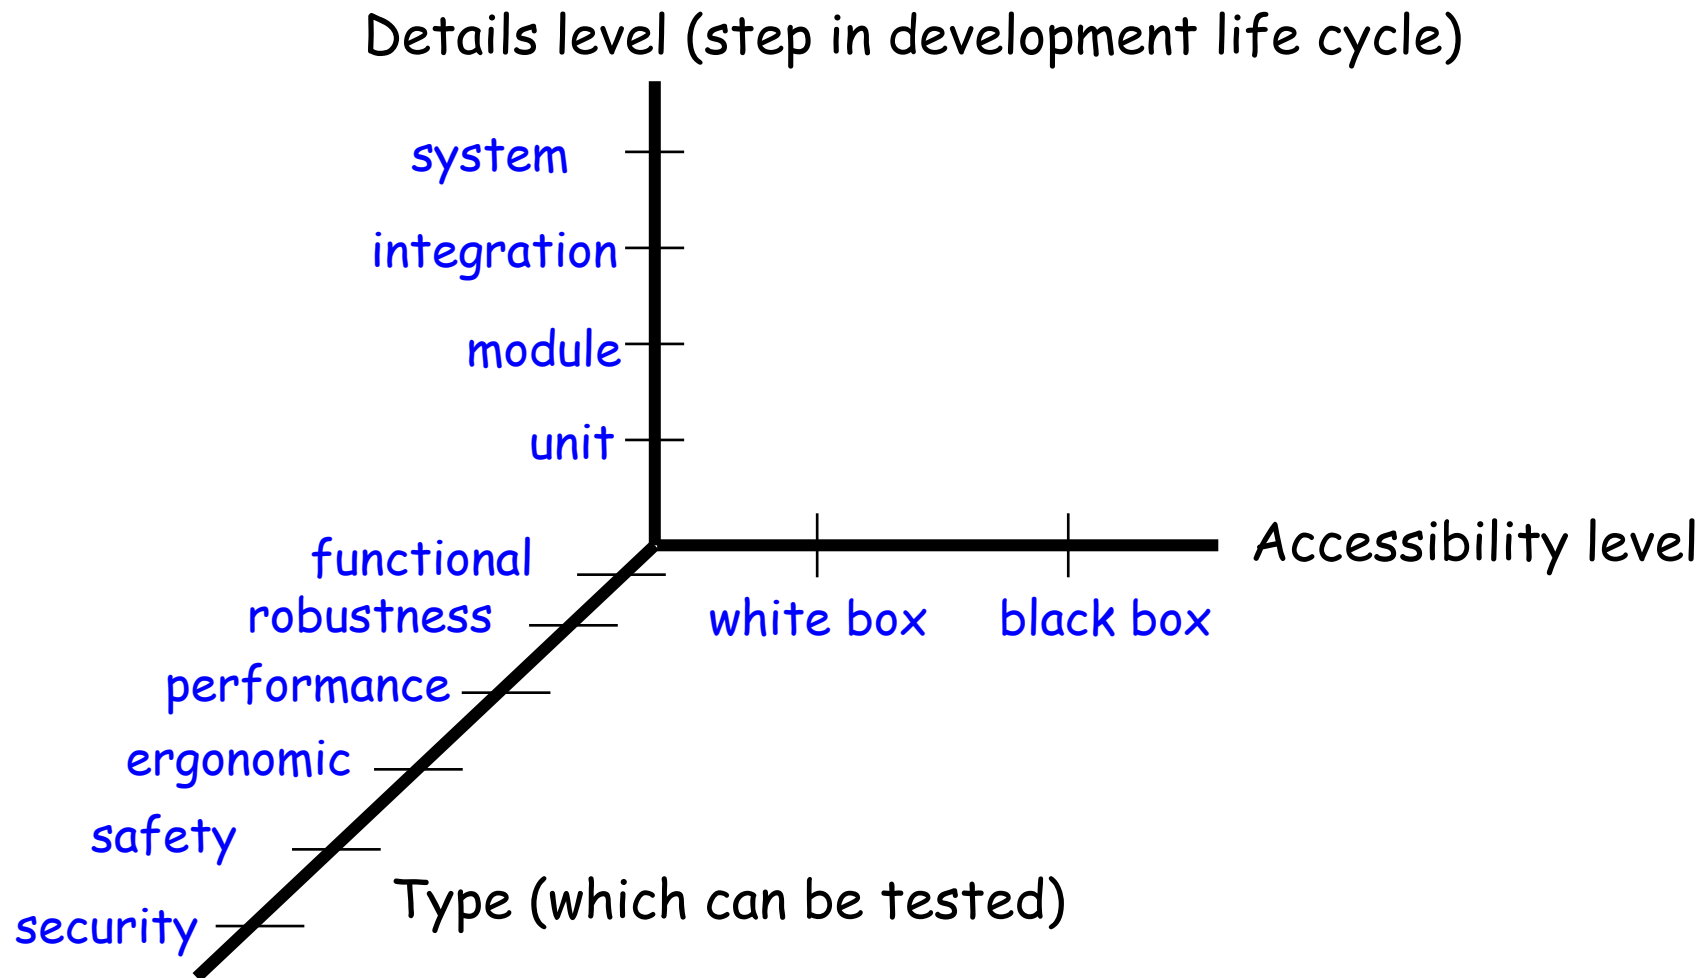 Details level (step in development life cycle)
system
integration
module
unit
functional
Accessibility level
robustness
white box
black box
performance
ergonomic
safety
Type (which can be tested)
security